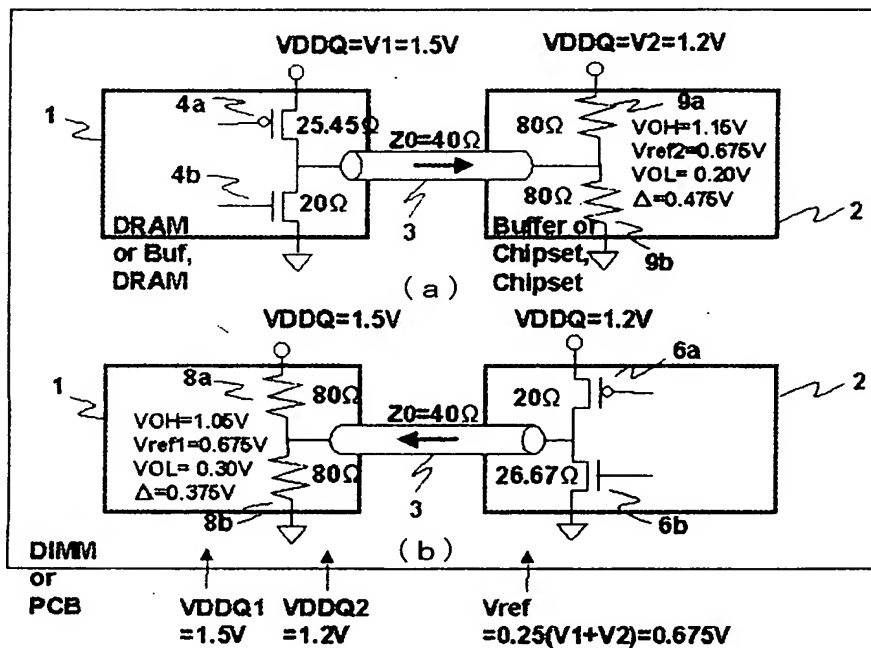 VDDQ=V1=1.5V
VDDQ=V2=1.2V
1
4a
25.45Ω
Z0=40Ω
80Ω
9a
VOH=1.15V
Vref2=0.675V
VOL= 0.20V
Δ=0.475V
4b
20Ω
3
80Ω
2
DRAM
or Buf,
DRAM
Buffer or
Chipset,
Chipset
9b
(a)
VDDQ=1.5V
VDDQ=1.2V
1
8a
80Ω
Z0=40Ω
20Ω
6a
2
VOH=1.05V
Vref1=0.675V
VOL= 0.30V
Δ=0.375V
80Ω
3
26.67Ω
8b
6b
(b)
DIMM
or
PCB
VDDQ1
=1.5V
VDDQ2
=1.2V
Vref
=0.25(V1+V2)=0.675V